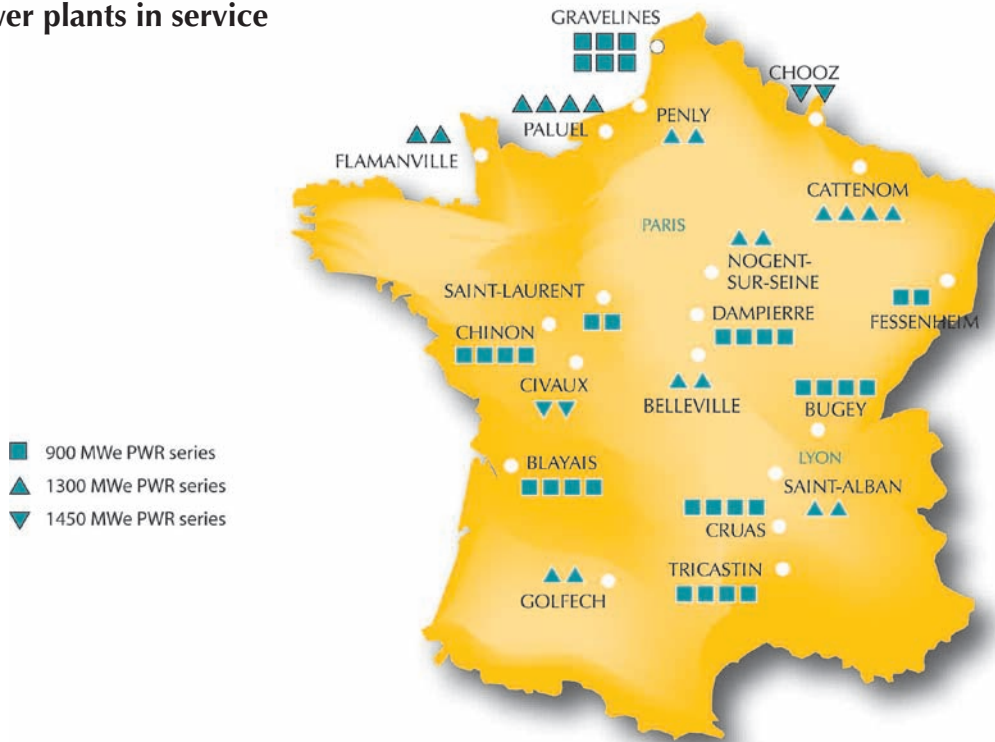 wer plants in service
GRAVELINES
CHOOZ
PALUEL
PENLY
FLAMANVILLE
CATTENOM
PARIS
NOGENT-
SUR-SEINE
SAINT-LAURENT
DAMPIERRE
FESSENHEIM
CHINON
CIVAUX
BELLEVILLE
BUGEY
900 MWe PWR series
BLAYAIS
LYON
1300 MWe PWR series
SAINT-ALBAN
1450 MWe PWR series
CRUAS
TRICASTIN
GOLFECH